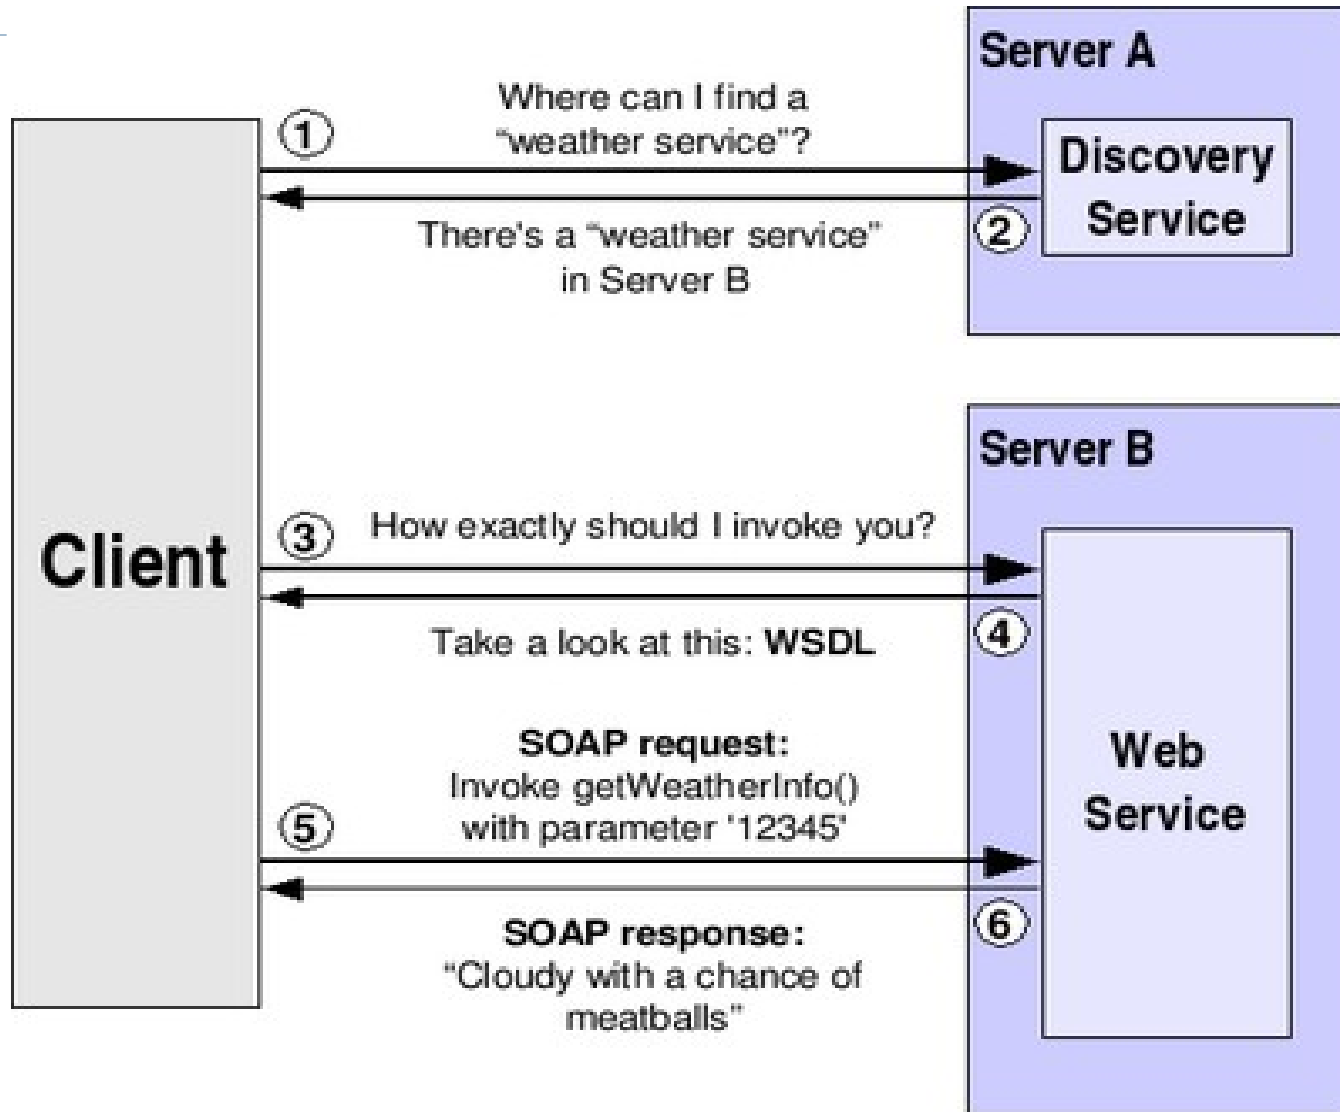 Server A
Where can I find a
“weather service”?
①
Discovery
Service
②
There's a “weather service”
in Server B
Server B
Client
③
How exactly should I invoke you?
④
Take a look at this: WSDL
Web
Service
SOAP request:
Invoke getWeatherInfo()
with parameter '12345'
⑤
⑥
SOAP response:
“Cloudy with a chance of
meatballs”